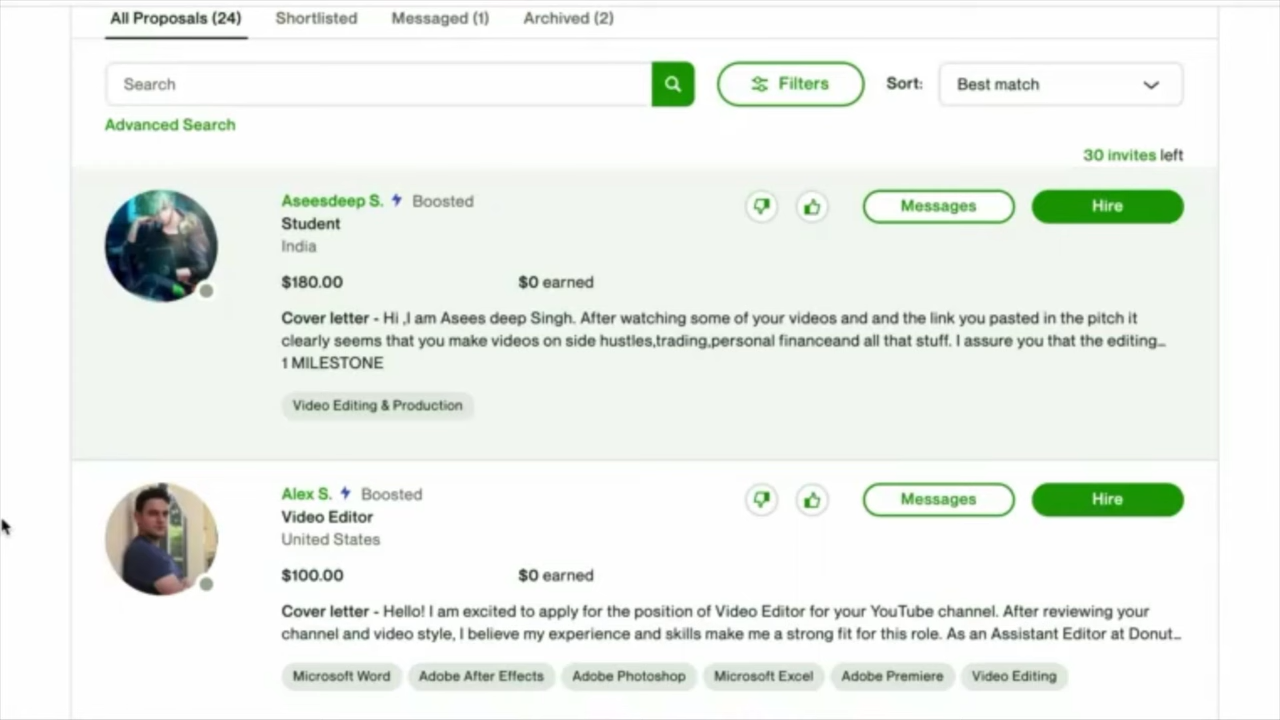 All Proposals (24) Shortlisted Messaged (1) Archived (2)
Search Filters Sort: Best match
Advanced Search
30 invites left
Aseesdeep S. Boosted Messages Hire
Student
India
$180.00 $0 earned
Cover letter - Hi ,I am Asees deep Singh. After watching some of your videos and and the link you pasted in the pitch it
clearly seems that you make videos on side hustles,trading,personal financeand all that stuff. I assure you that the editing…
1 MILESTONE
Video Editing & Production
Alex S. Boosted Messages Hire
Video Editor
United States
$100.00 $0 earned
Cover letter - Hello! I am excited to apply for the position of Video Editor for your YouTube channel. After reviewing your
channel and video style, I believe my experience and skills make me a strong fit for this role. As an Assistant Editor at Donut…
Microsoft Word Adobe After Effects Adobe Photoshop Microsoft Excel Adobe Premiere Video Editing